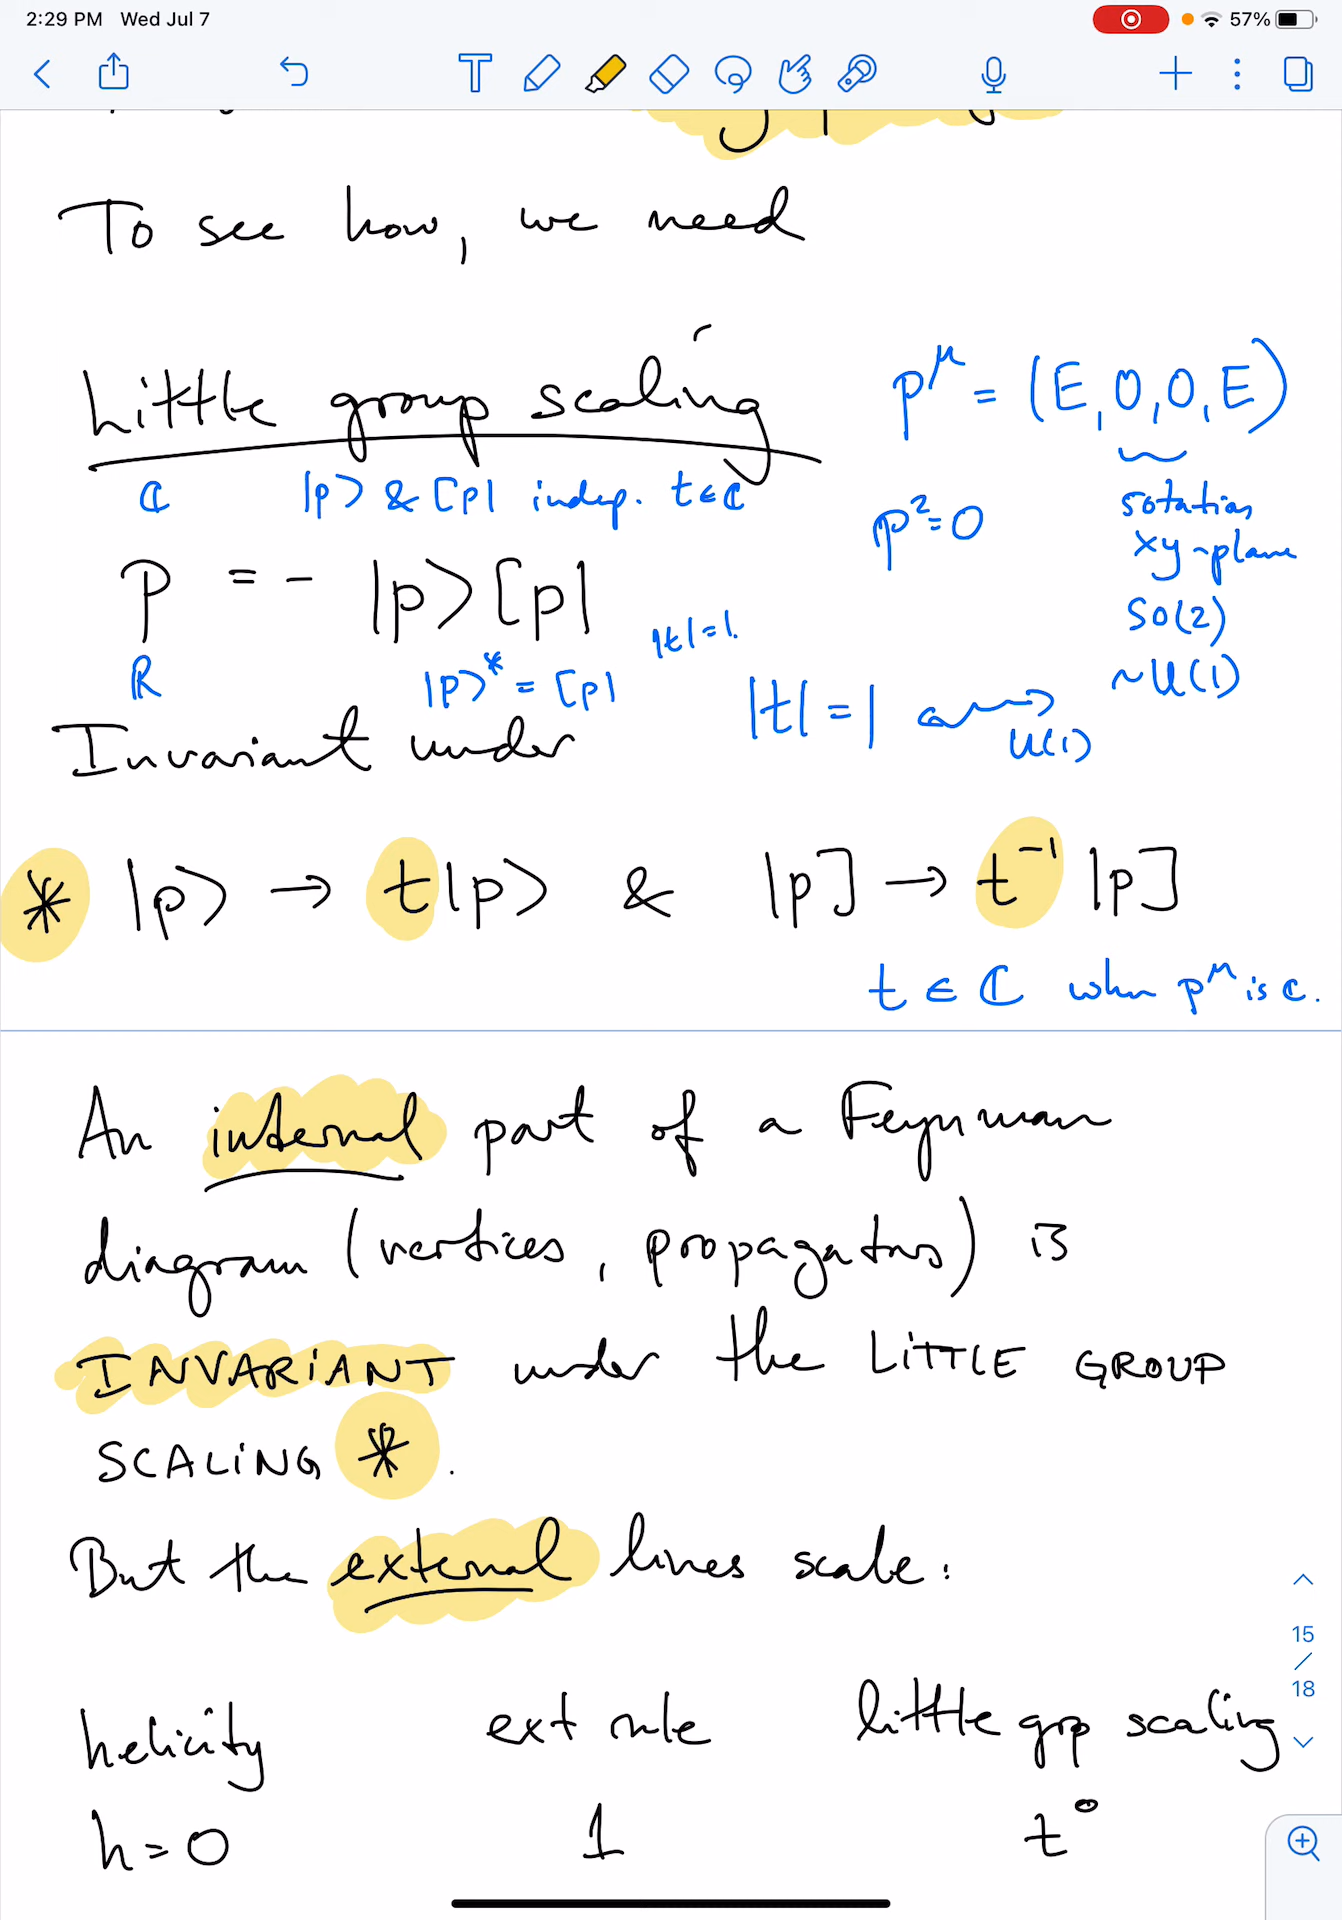 2:29 PM Wed Jul 7
57%
To see how, we need
Little group scaling
p^μ = (E, 0, 0, E)
ℂ |p> & [p| indep. t∈ℂ
p² = 0
rotation
xy-plane
SO(2)
~U(1)
P = - |p>[p|
|t|=1.
ℝ |p>* = [p|
|t| = 1 ⟷ U(1)
Invariant under
* |p> → t|p> & |p] → t⁻¹ |p]
t ∈ ℂ when p^μ is ℂ.
An internal part of a Feynman
diagram (vertices, propagators) is
INVARIANT under the LITTLE GROUP
SCALING * .
But the external lines scale:
helicity ext rule little grp scaling
h=0 1 t⁰
15
/
18